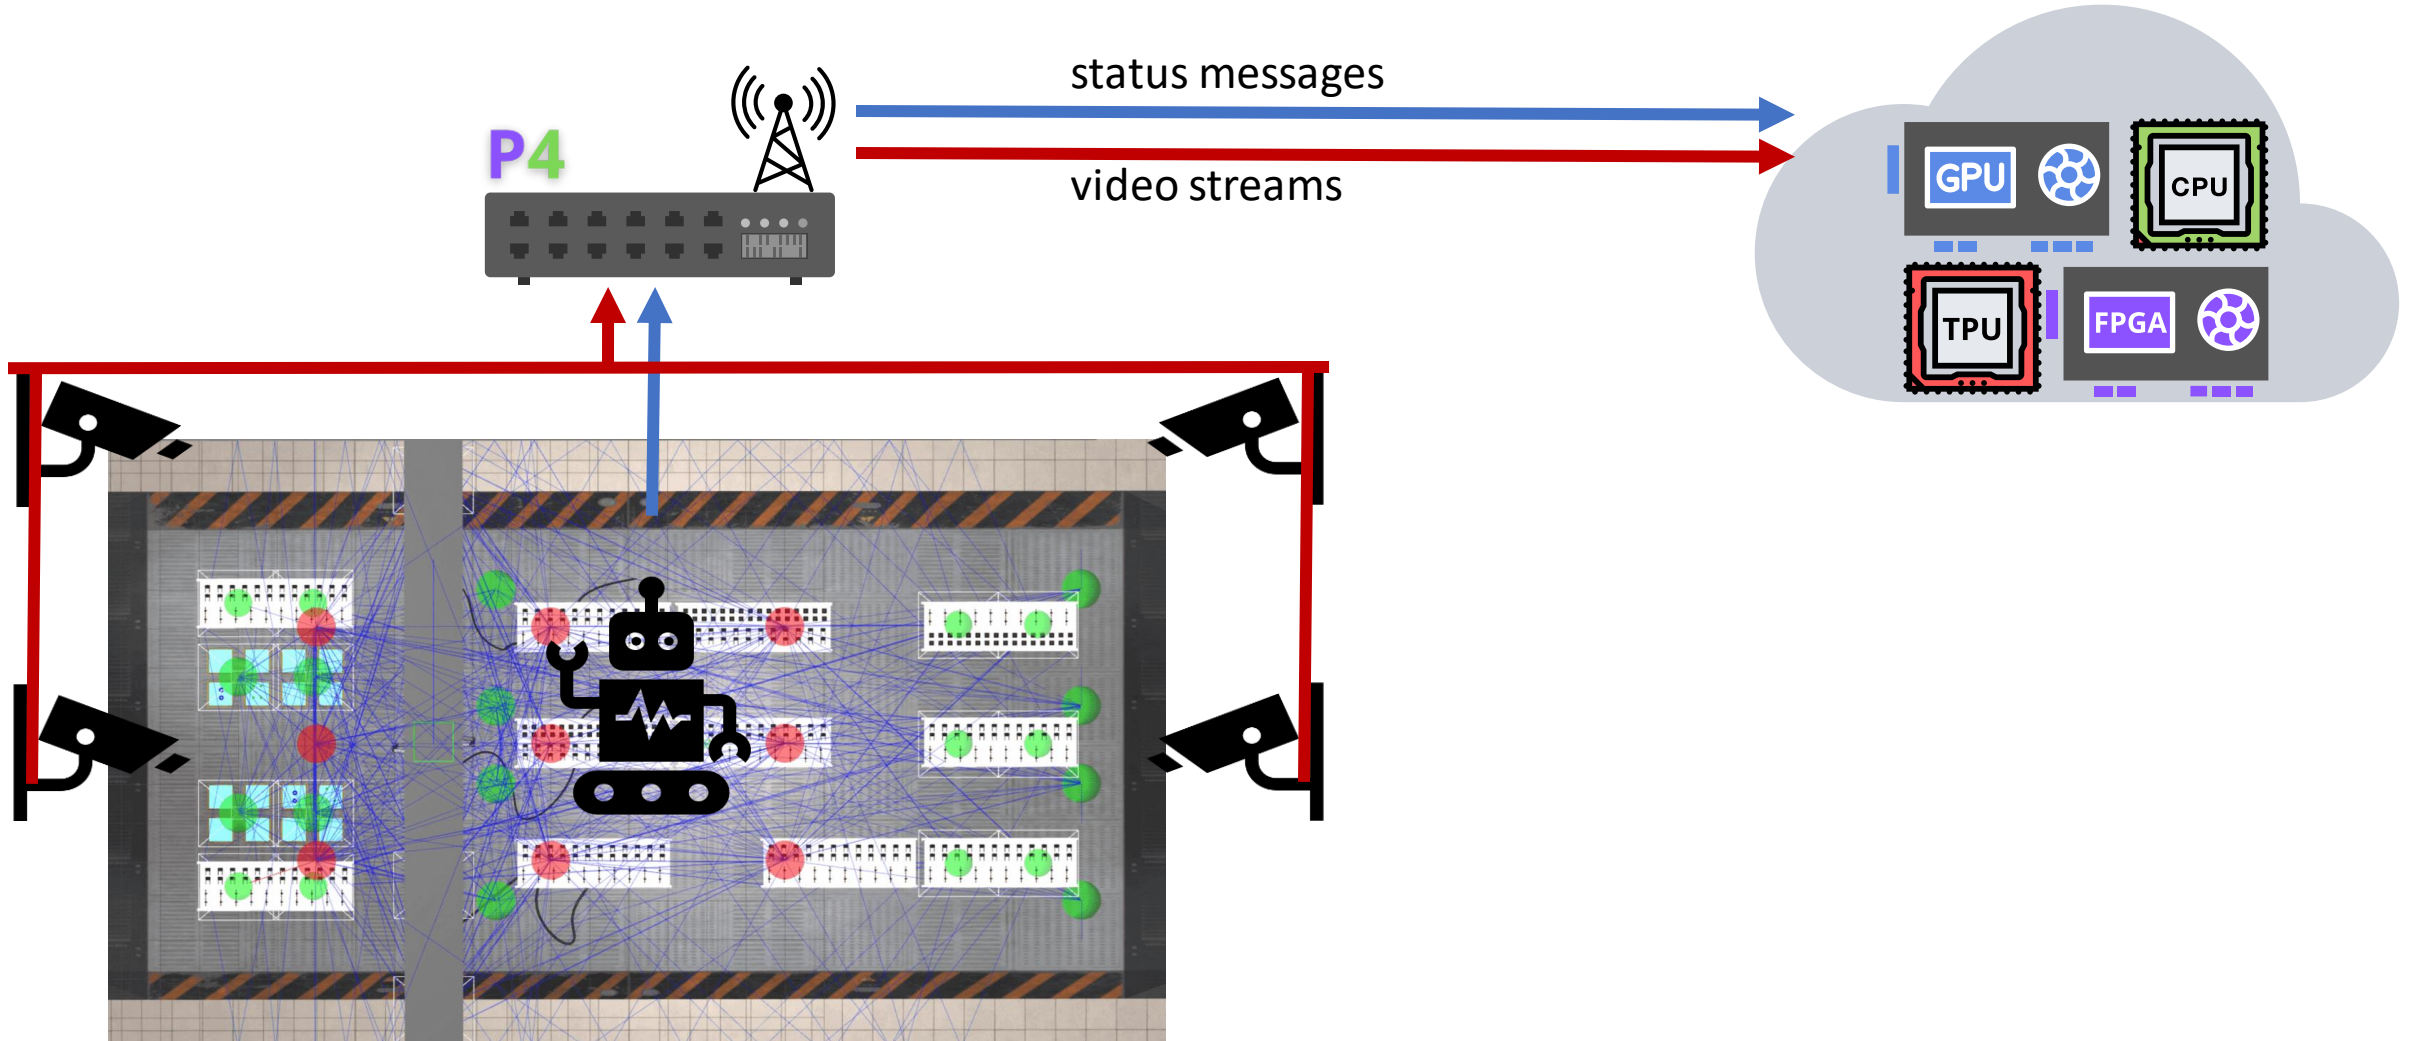 status messages
P4
video streams
GPU
CPU
TPU
FPGA